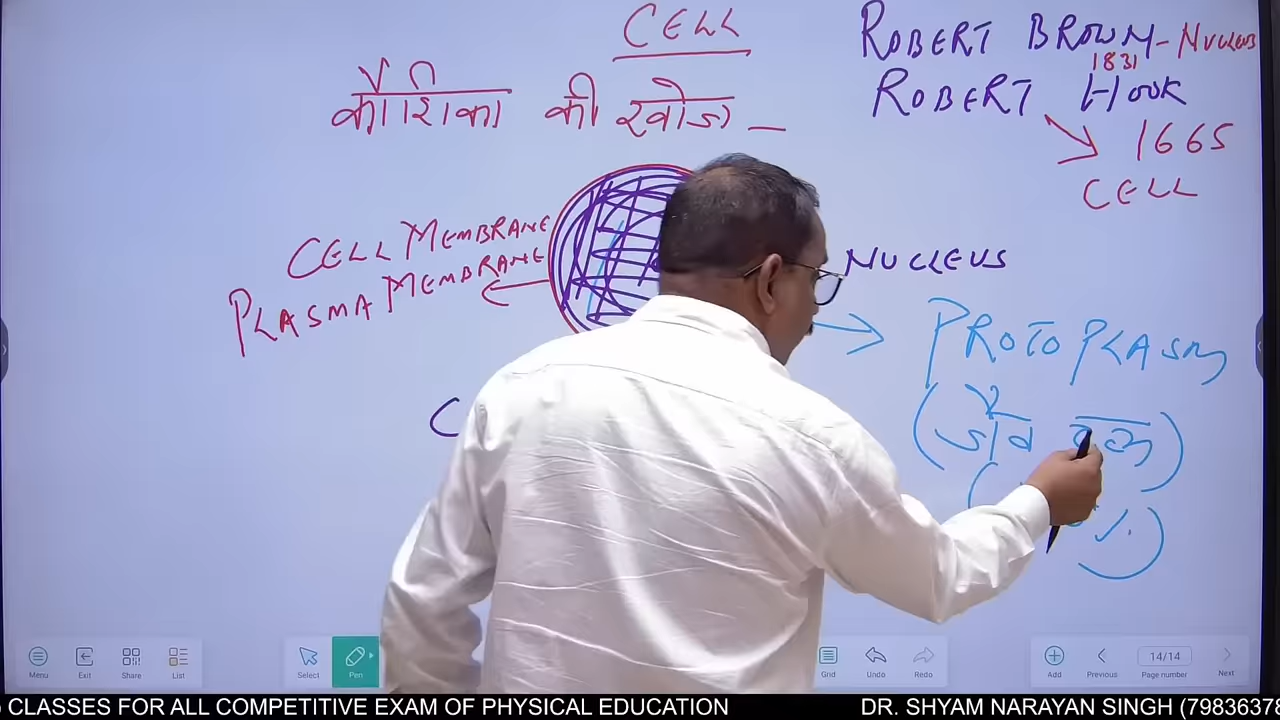 CELL
ROBERT BROWN - NUCLEUS
1831
ROBERT HOOK
1665
CELL
कोशिका की खोज -
CELL MEMBRANE
PLASMA MEMBRANE
NUCLEUS
PROTOPLASM
C
Menu
Exit
Share
List
Select
Pen
Grid
Undo
Redo
Add
Previous
14/14
Page number
Next
CLASSES FOR ALL COMPETITIVE EXAM OF PHYSICAL EDUCATION
DR. SHYAM NARAYAN SINGH (79836378